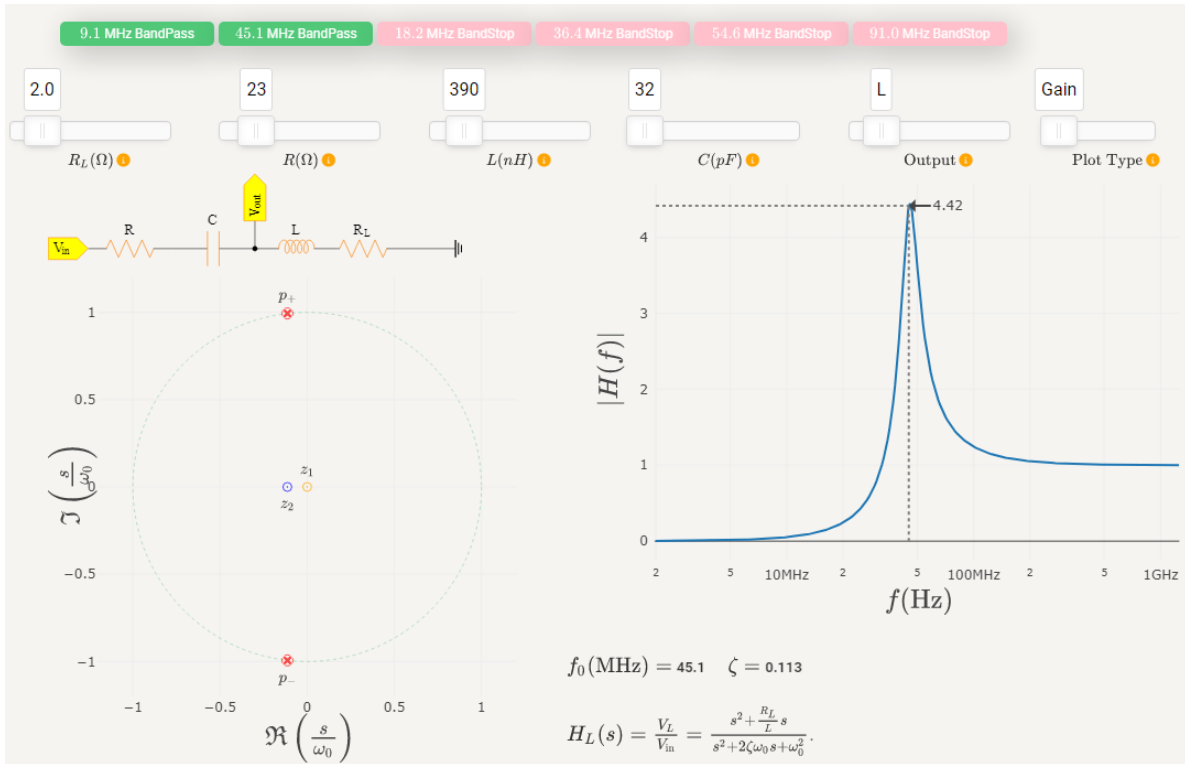 9.1 MHz BandPass 45.1 MHz BandPass 18.2 MHz BandStop 36.4 MHz BandStop 54.6 MHz BandStop 91.0 MHz BandStop
2.0 23 390 32 L Gain
R_L(Ω) R(Ω) L(nH) C(pF) Output Plot Type
V_out
R C L R_L
V_in
4.42
p_+
1
0.5
z_1
0
z_2
−0.5
−1
p_−
−1 −0.5 0 0.5 1
ℑ(s/ω_0)
ℜ(s/ω_0)
4
3
2
1
0
|H(f)|
2 5 10MHz 2 5 100MHz 2 5 1GHz
f(Hz)
f_0(MHz) = 45.1 ζ = 0.113
H_L(s) = V_L/V_in = (s^2 + (R_L/L) s)/(s^2+2ζω_0s+ω_0^2).